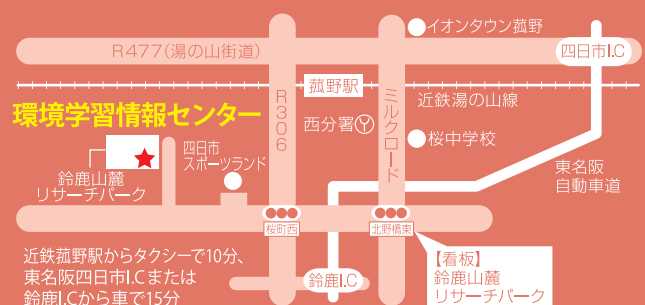 イオンタウン菰野
R477(湯の山街道)
四日市I.C
菰野駅
近鉄湯の山線
環境学習情報センター
R306
ミルクロード
西分署
桜中学校
四日市
スポーツランド
鈴鹿山麓
リサーチパーク
東名阪
自動車道
桜町西
北野橋東
近鉄菰野駅からタクシーで10分、
東名阪四日市I.Cまたは
鈴鹿I.Cから車で15分
鈴鹿I.C
【看板】
鈴鹿山麓
リサーチパーク